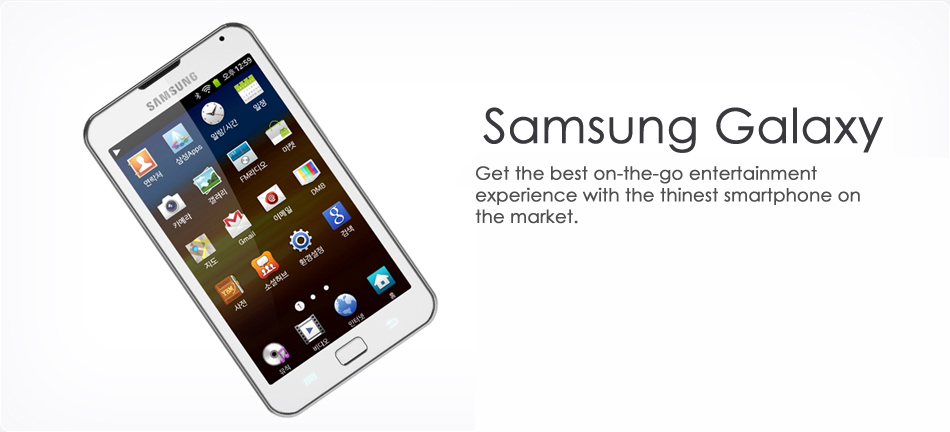 Samsung Galaxy
Get the best on-the-go entertainment
experience with the thinest smartphone on
the market.
SAMSUNG
오후 12:59
연락처 삼성Apps 알람/시간 일정
카메라 갤러리 FM라디오 마켓
지도 Gmail 이메일 DMB
사전 소셜허브 환경설정 검색
1
음악 비디오 인터넷 홈